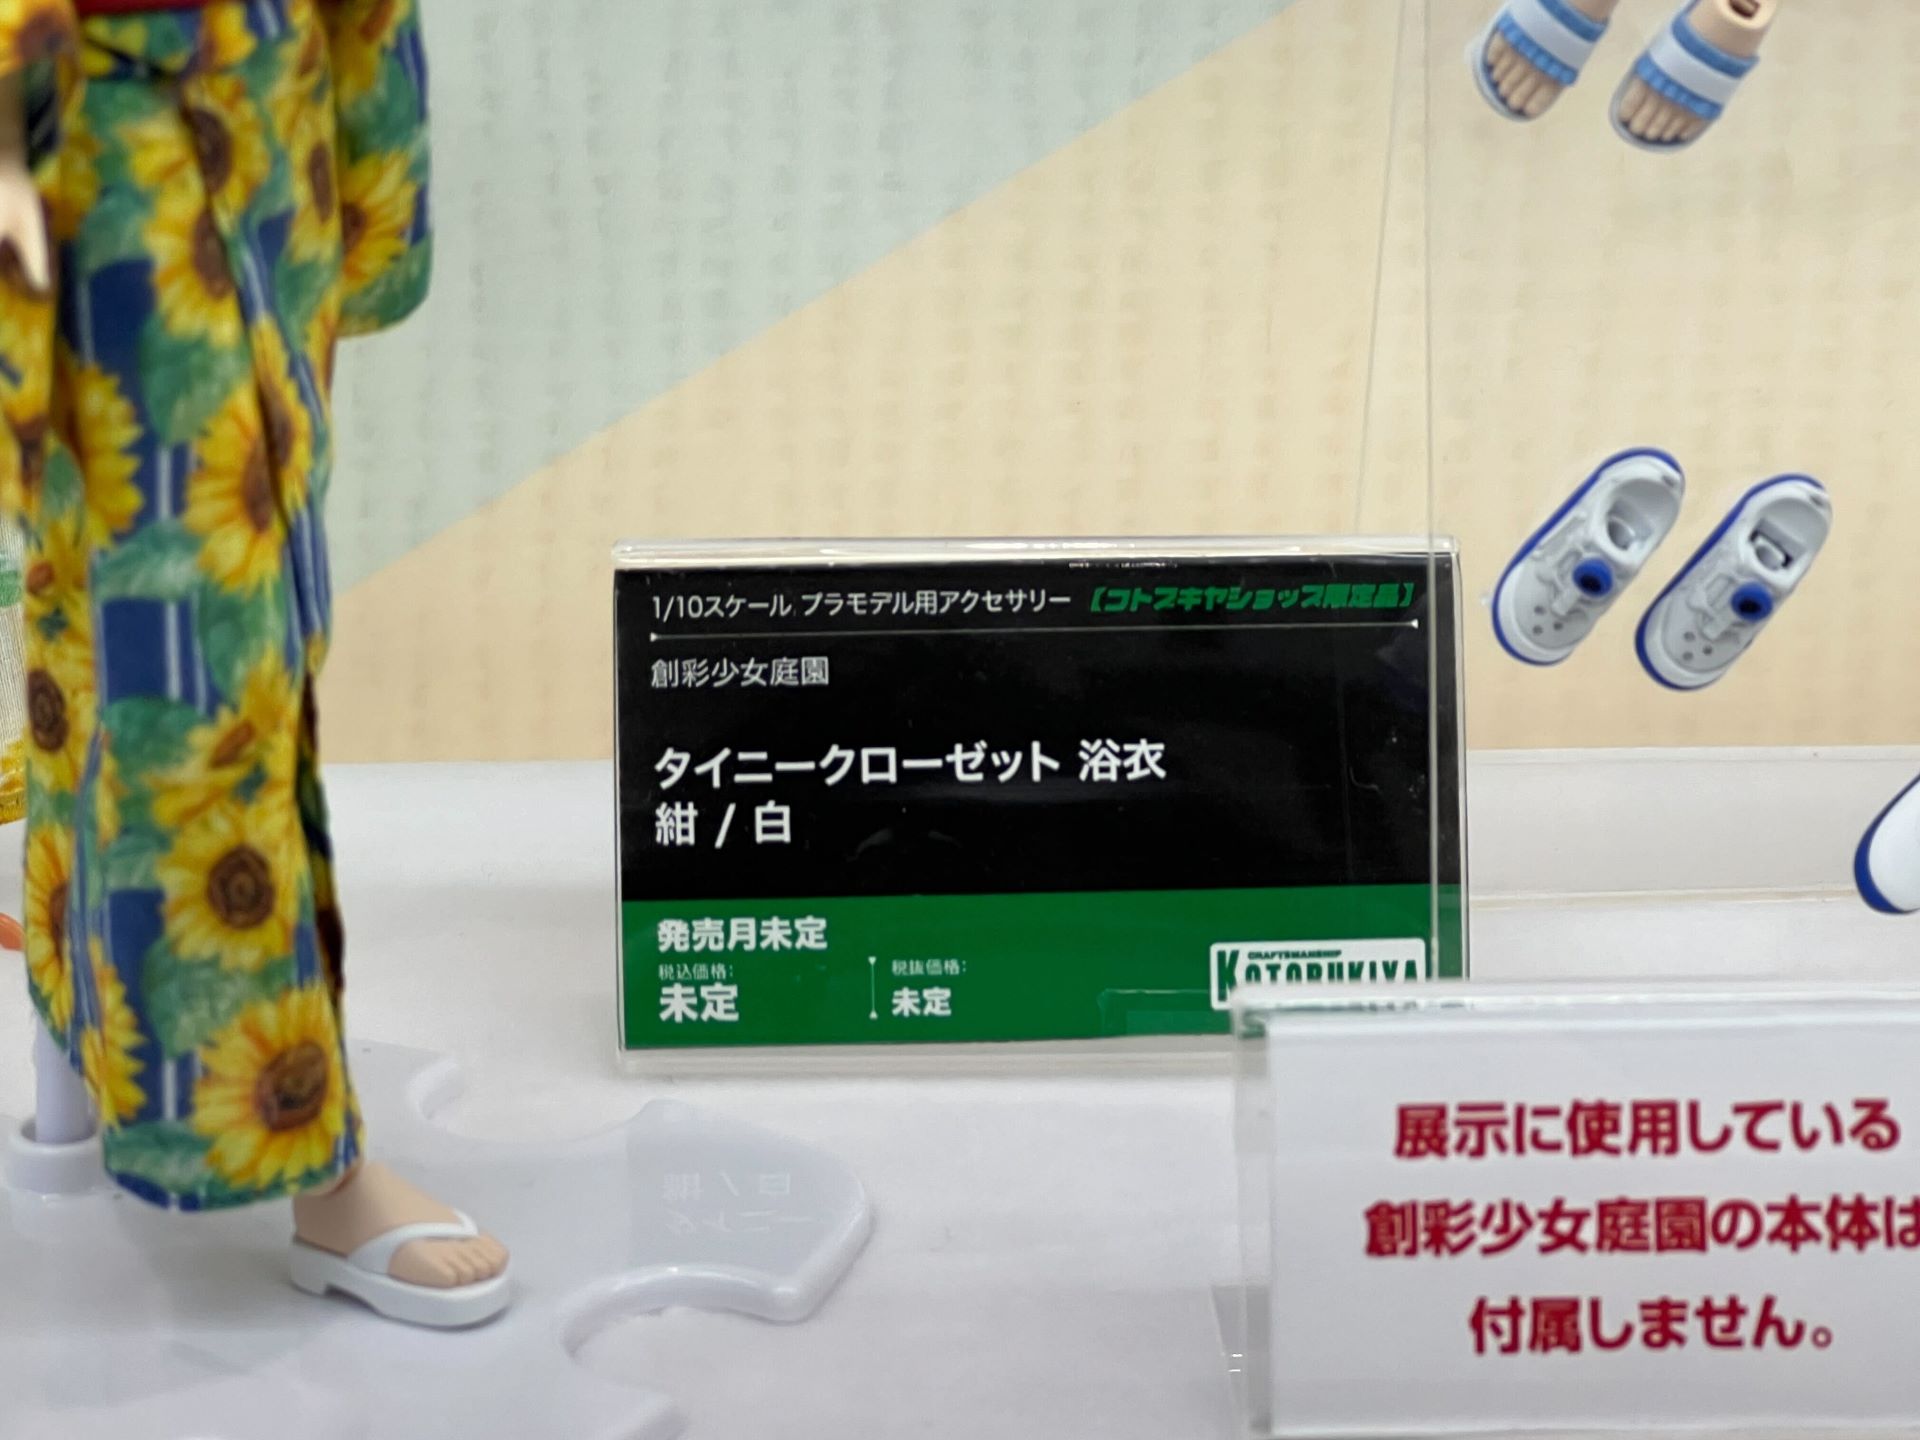 1/10スケール プラモデル用アクセサリー 【コトブキヤショップ限定品】
創彩少女庭園
タイニークローゼット 浴衣
紺 / 白
発売月未定
税込価格:
未定
税抜価格:
未定
CRAFTSMANSHIP
KOTOBUKIYA
展示に使用している
創彩少女庭園の本体は
付属しません。